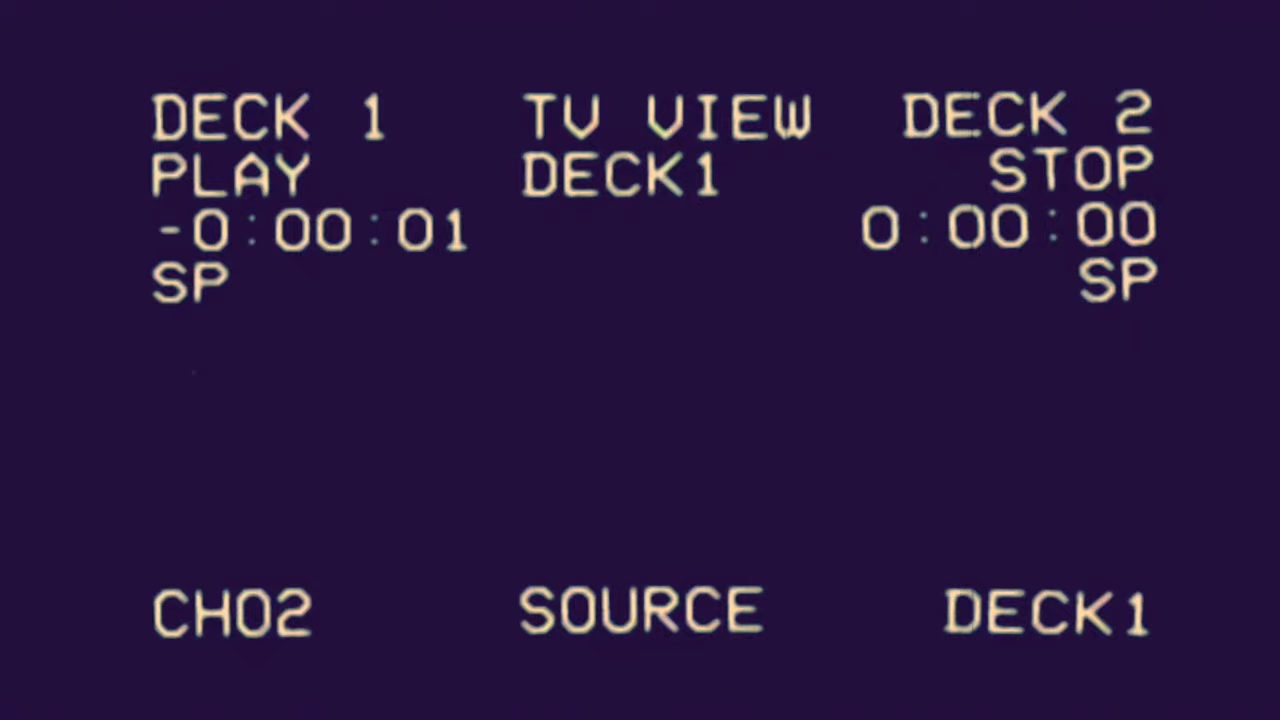 DECK 1 TV VIEW DECK 2
PLAY DECK1 STOP
-0:00:01 0:00:00
SP SP
CH02 SOURCE DECK1